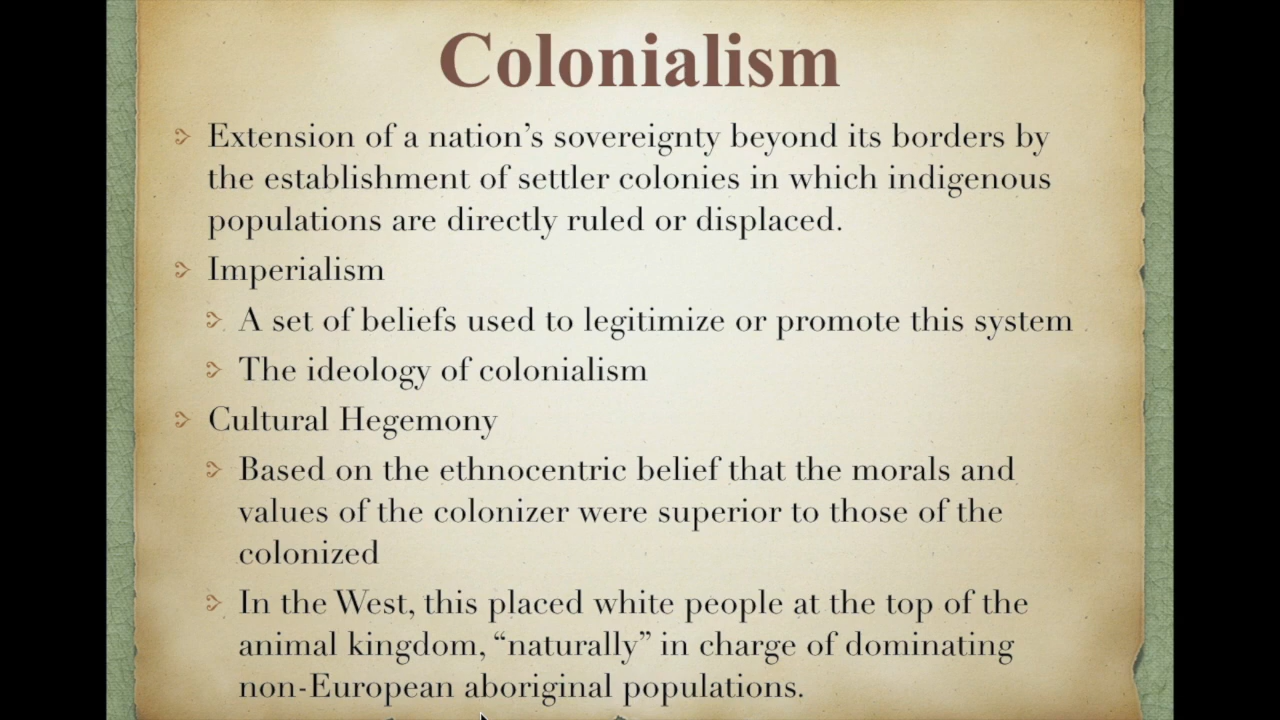 Colonialism
Extension of a nation’s sovereignty beyond its borders by
the establishment of settler colonies in which indigenous
populations are directly ruled or displaced.
Imperialism
A set of beliefs used to legitimize or promote this system
The ideology of colonialism
Cultural Hegemony
Based on the ethnocentric belief that the morals and
values of the colonizer were superior to those of the
colonized
In the West, this placed white people at the top of the
animal kingdom, “naturally” in charge of dominating
non-European aboriginal populations.